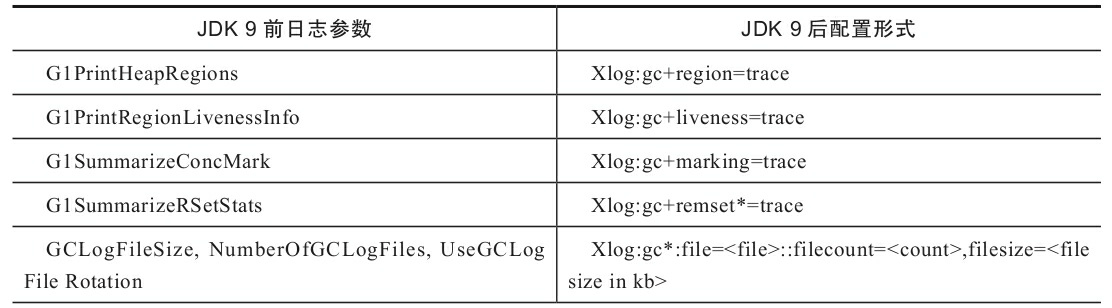 JDK 9 前日志参数 JDK 9 后配置形式
G1PrintHeapRegions Xlog:gc+region=trace
G1PrintRegionLivenessInfo Xlog:gc+liveness=trace
G1SummarizeConcMark Xlog:gc+marking=trace
G1SummarizeRSetStats Xlog:gc+remset*=trace
GCLogFileSize, NumberOfGCLogFiles, UseGCLog
File Rotation
Xlog:gc*:file=<file>::filecount=<count>,filesize=<file
size in kb>